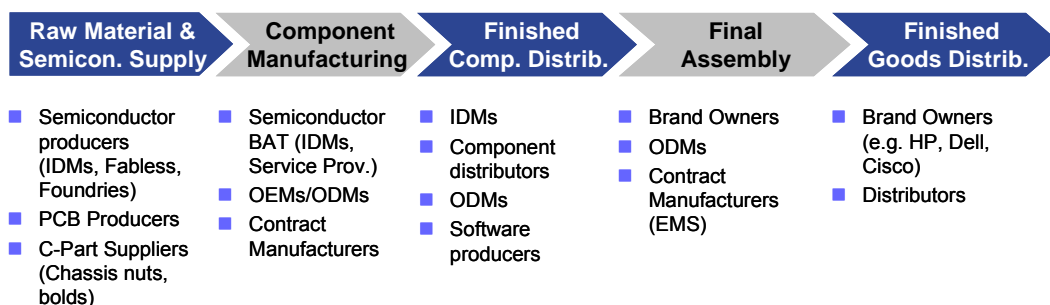 Raw Material &
Semicon. Supply
Component
Manufacturing
Finished
Comp. Distrib.
Final
Assembly
Finished
Goods Distrib.
Semiconductor
producers
(IDMs, Fabless,
Foundries)
PCB Producers
C-Part Suppliers
(Chassis nuts,
bolds)
Semiconductor
BAT (IDMs,
Service Prov.)
OEMs/ODMs
Contract
Manufacturers
IDMs
Component
distributors
ODMs
Software
producers
Brand Owners
ODMs
Contract
Manufacturers
(EMS)
Brand Owners
(e.g. HP, Dell,
Cisco)
Distributors